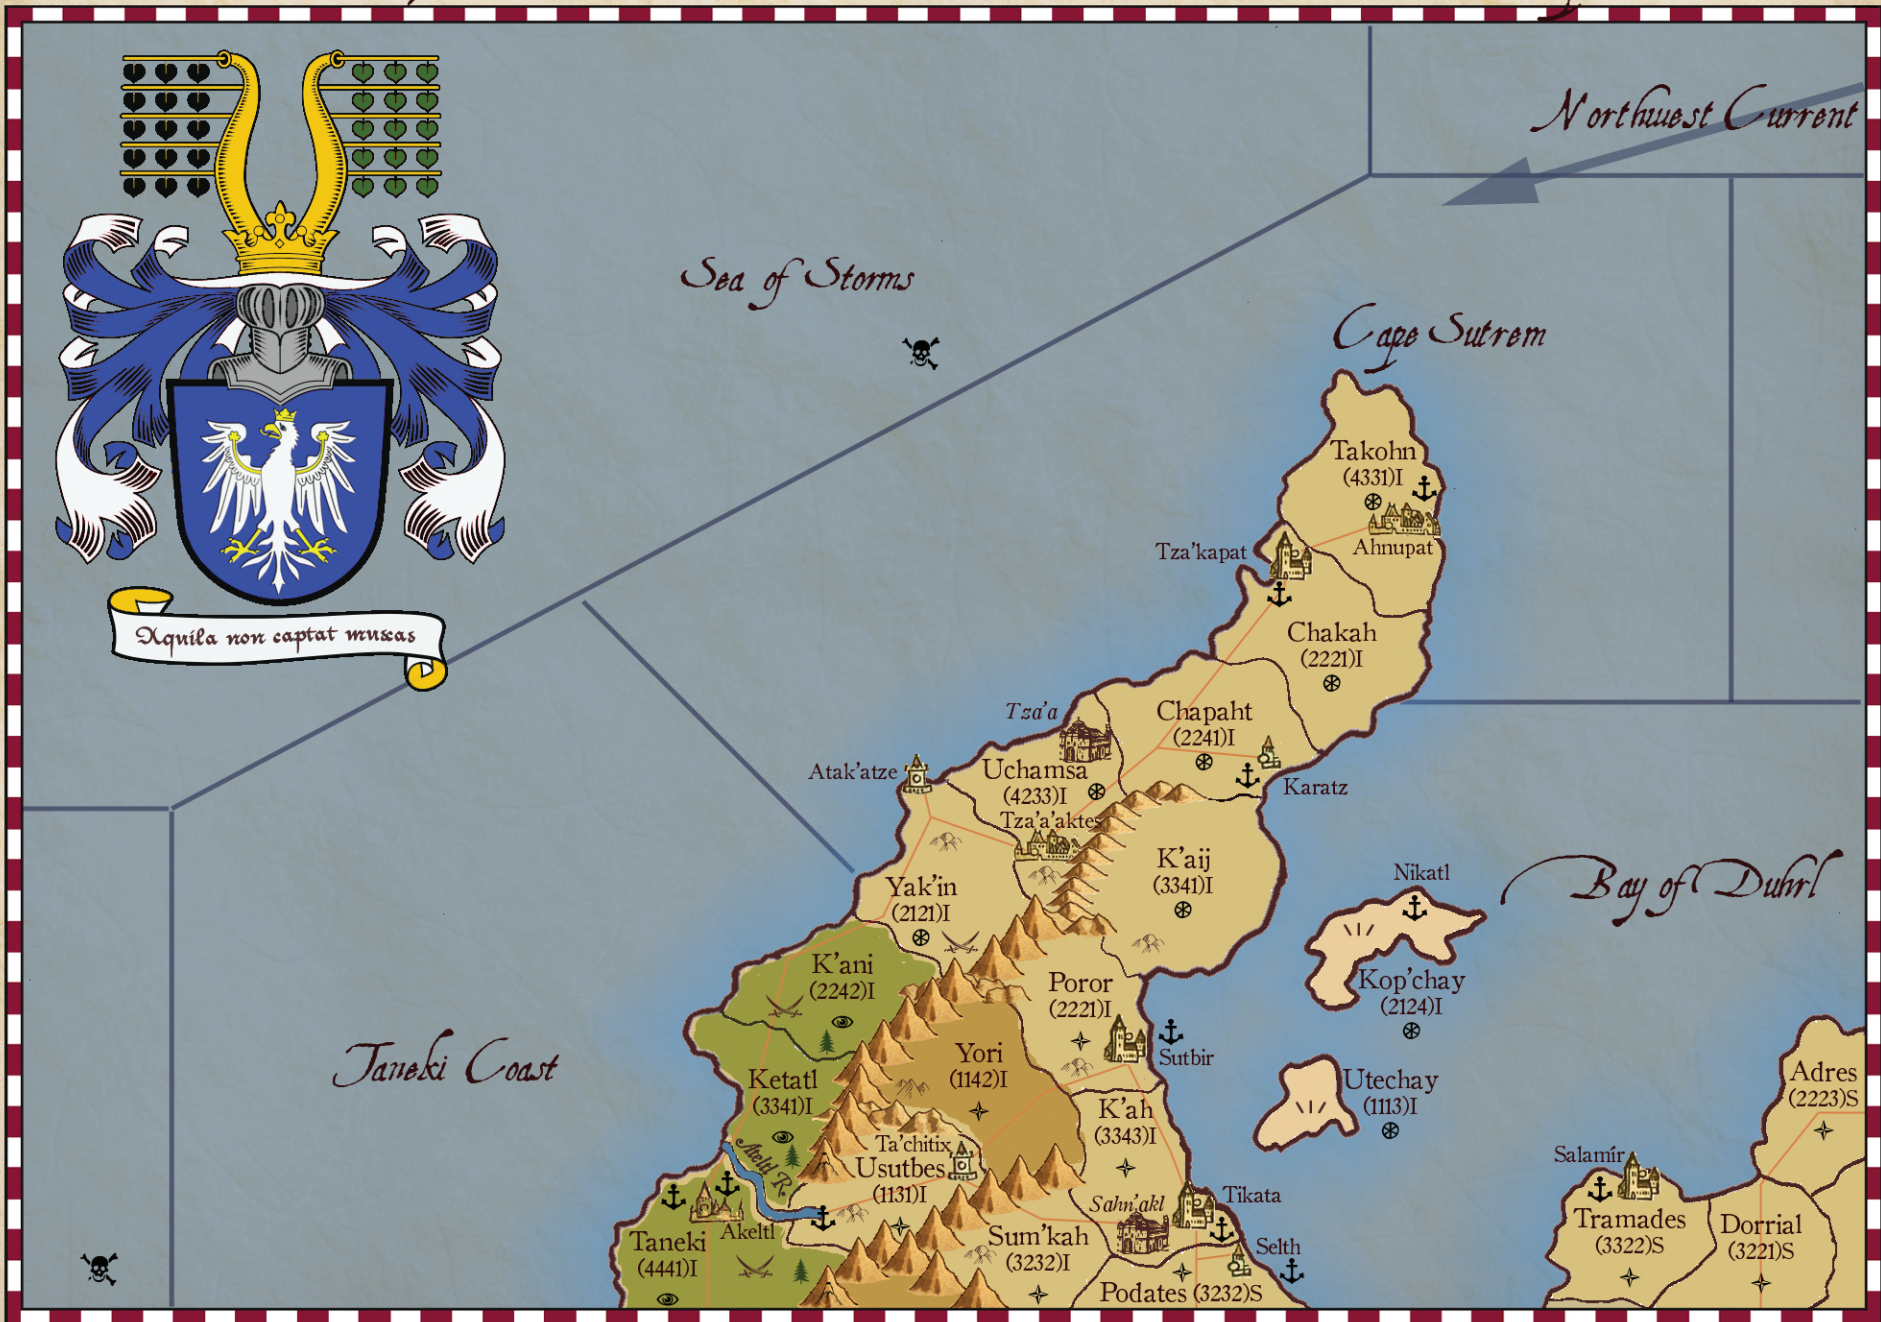 Northwest Current
Sea of Storms
Cape Sutrem
Takohn
(4331)I
Ahnupat
Tza'kapat
Aquila non captat muscas
Chakah
(2221)I
Tza'a
Chapaht
(2241)I
Atak'atze
Uchamsa
(4233)I
Karatz
Tza'a'aktes
K'aij
(3341)I
Yak'in
(2121)I
Nikatl
Bay of Duhrl
K'ani
(2242)I
Poror
(2221)I
Kop'chay
(2124)I
Taneki Coast
Yori
(1142)I
Sutbir
Ketatl
(3341)I
Utechay
(1113)I
Adres
(2223)S
K'ah
(3343)I
Ateltl R.
Ta'chitix
Usutbes
(1131)I
Salamír
Tikata
Sahn'akl
Akeltl
Taneki
(4441)I
Sum'kah
(3232)I
Selth
Tramades
(3322)S
Dorrial
(3221)S
Podates (3232)S